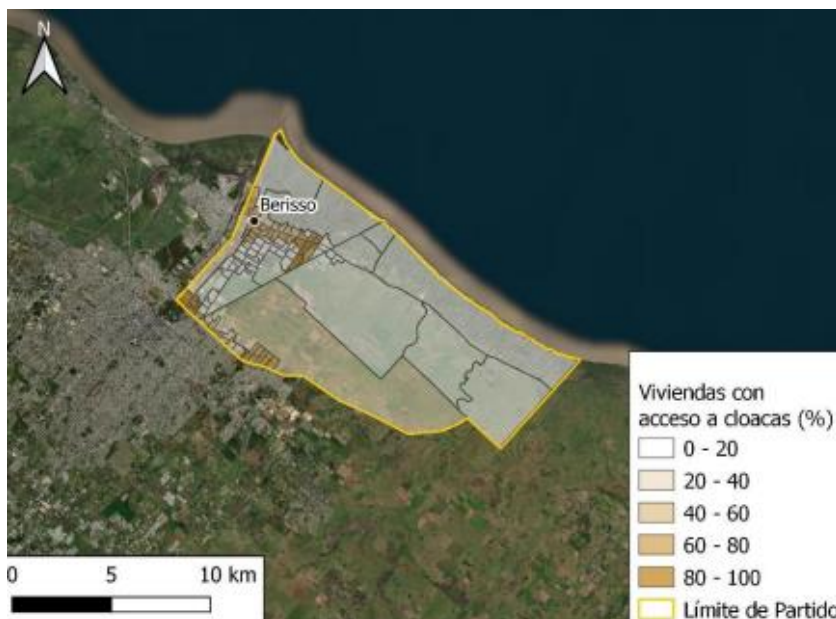 N
Berisso
Viviendas con
acceso a cloacas (%)
0 - 20
20 - 40
40 - 60
60 - 80
80 - 100
Límite de Partido
0 5 10 km